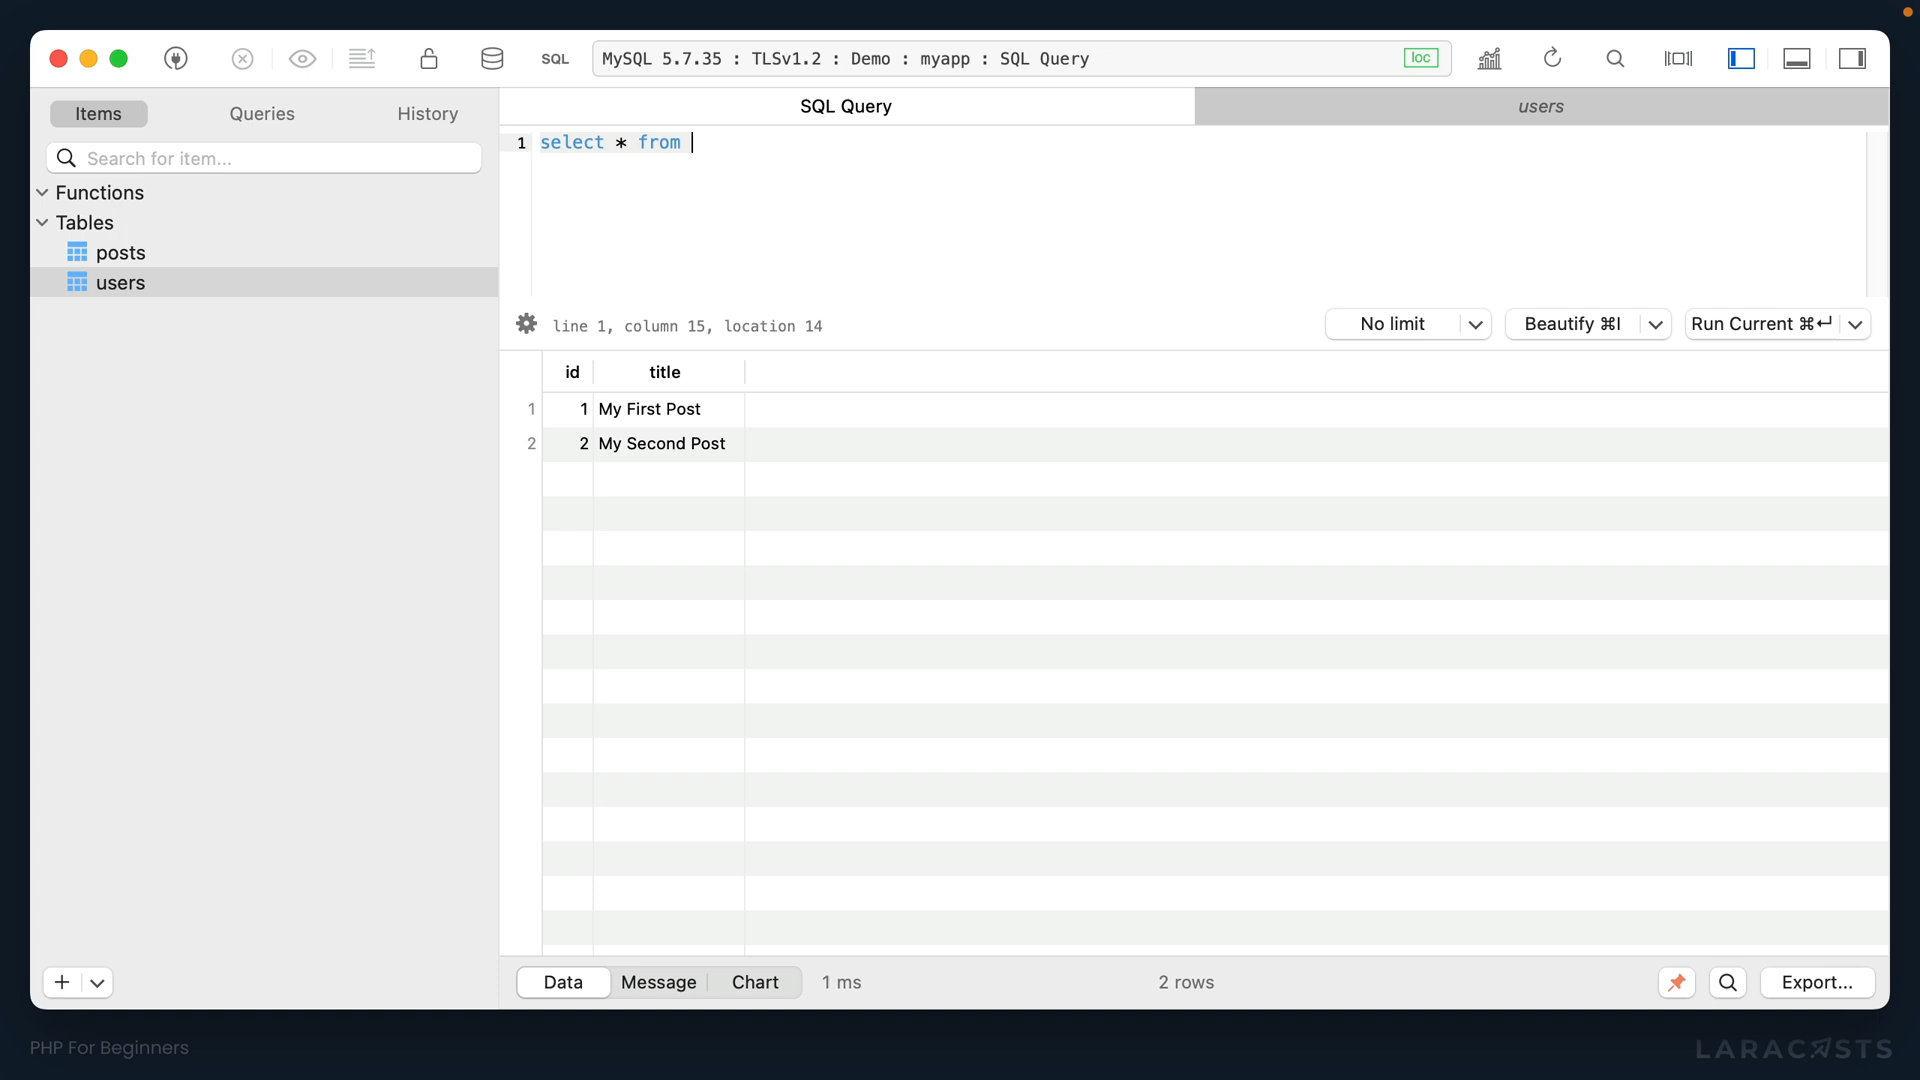 SQL
MySQL 5.7.35 : TLSv1.2 : Demo : myapp : SQL Query
loc
Items
Queries
History
SQL Query
users
Search for item...
Functions
Tables
posts
users
1
select * from
line 1, column 15, location 14
No limit
Beautify ⌘I
Run Current ⌘↵
id
title
1
1
My First Post
2
2
My Second Post
Data
Message
Chart
1 ms
2 rows
Export...
PHP For Beginners
LARACASTS